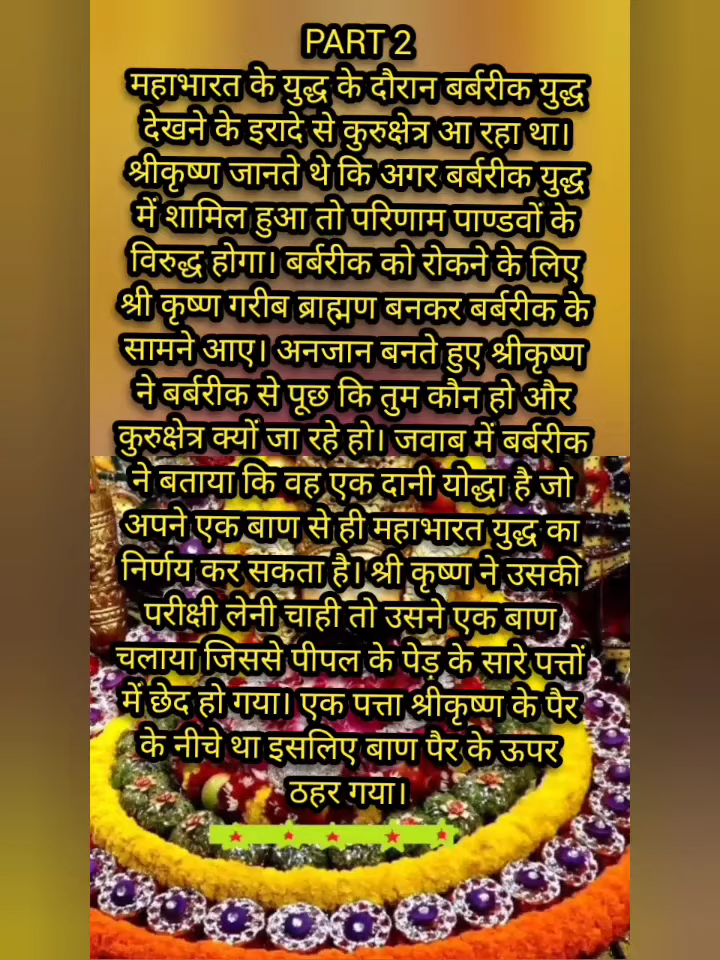 PART 2
महाभारत के युद्ध के दौरान बर्बरीक युद्ध
देखने के इरादे से कुरुक्षेत्र आ रहा था।
श्रीकृष्ण जानते थे कि अगर बर्बरीक युद्ध
में शामिल हुआ तो परिणाम पाण्डवों के
विरुद्ध होगा। बर्बरीक को रोकने के लिए
श्री कृष्ण गरीब ब्राह्मण बनकर बर्बरीक के
सामने आए। अनजान बनते हुए श्रीकृष्ण
ने बर्बरीक से पूछ कि तुम कौन हो और
कुरुक्षेत्र क्यों जा रहे हो। जवाब में बर्बरीक
ने बताया कि वह एक दानी योद्धा है जो
अपने एक बाण से ही महाभारत युद्ध का
निर्णय कर सकता है। श्री कृष्ण ने उसकी
परीक्षी लेनी चाही तो उसने एक बाण
चलाया जिससे पीपल के पेड़ के सारे पत्तों
में छेद हो गया। एक पत्ता श्रीकृष्ण के पैर
के नीचे था इसलिए बाण पैर के ऊपर
ठहर गया।